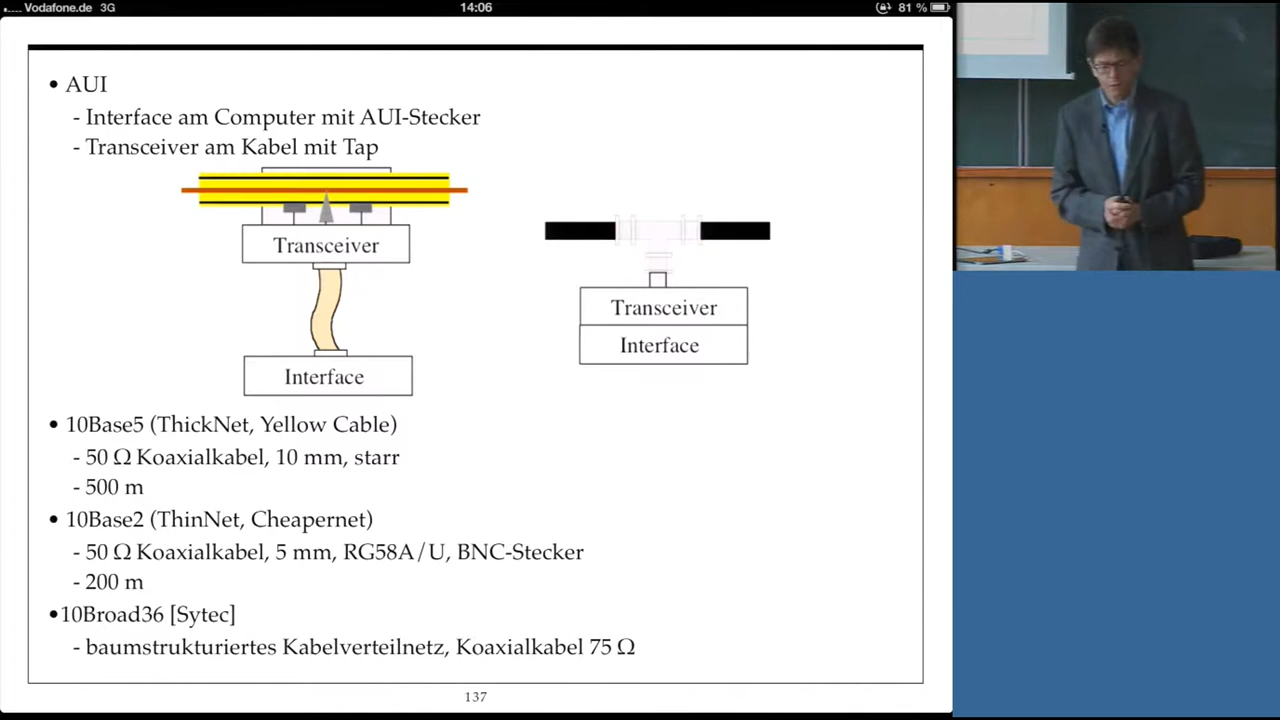 Vodafone.de 3G 14:06 81 %
• AUI
- Interface am Computer mit AUI-Stecker
- Transceiver am Kabel mit Tap
Transceiver
Interface
Transceiver
Interface
• 10Base5 (ThickNet, Yellow Cable)
- 50 Ω Koaxialkabel, 10 mm, starr
- 500 m
• 10Base2 (ThinNet, Cheapernet)
- 50 Ω Koaxialkabel, 5 mm, RG58A/U, BNC-Stecker
- 200 m
•10Broad36 [Sytec]
- baumstrukturiertes Kabelverteilnetz, Koaxialkabel 75 Ω
137